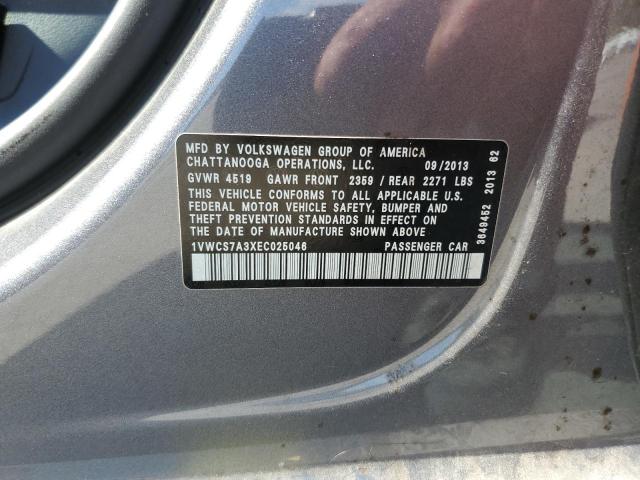 MFD BY VOLKSWAGEN GROUP OF AMERICA
CHATTANOOGA OPERATIONS, LLC. 09/2013
GVWR 4519 GAWR FRONT 2359 / REAR 2271 LBS
THIS VEHICLE CONFORMS TO ALL APPLICABLE U.S.
FEDERAL MOTOR VEHICLE SAFETY, BUMPER AND
THEFT PREVENTION STANDARDS IN EFFECT ON
THE DATE OF MANUFACTURE SHOWN ABOVE
1VWCS7A3XEC025046 PASSENGER CAR
3649452 2013 62